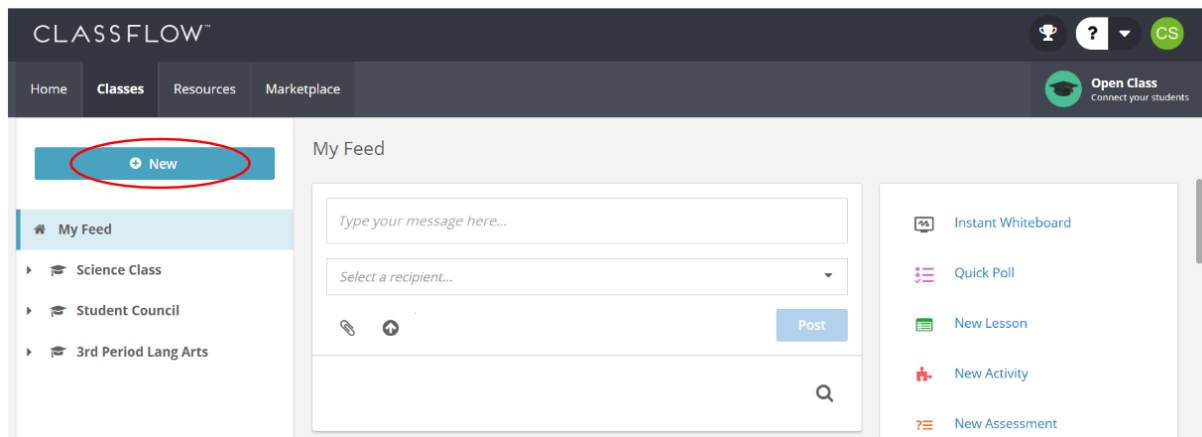 CLASSFLOW™
? CS
Home Classes Resources Marketplace
Open Class
Connect your students
New
My Feed
Science Class
Student Council
3rd Period Lang Arts
My Feed
Type your message here...
Select a recipient...
Post
Instant Whiteboard
Quick Poll
New Lesson
New Activity
New Assessment